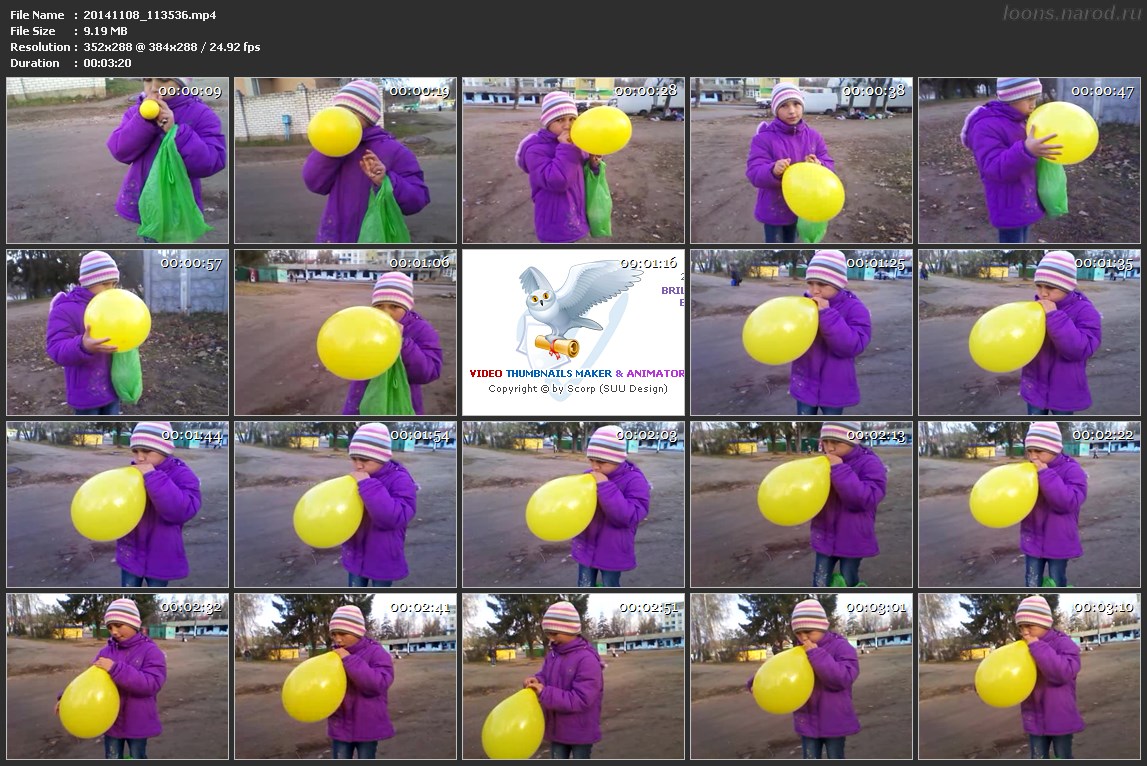 File Name : 20141108_113536.mp4
loons.narod.ru
File Size : 9.19 MB
Resolution : 352x288 @ 384x288 / 24.92 fps
Duration : 00:03:20
00:00:09
00:00:19
00:00:28
00:00:38
00:00:47
00:00:57
00:01:06
00:01:16
BRIL
E
VIDEO THUMBNAILS MAKER & ANIMATOR
Copyright © by Scorp (SUU Design)
00:01:25
00:01:35
00:01:44
00:01:54
00:02:03
00:02:13
00:02:22
00:02:32
00:02:41
00:02:51
00:03:01
00:03:10